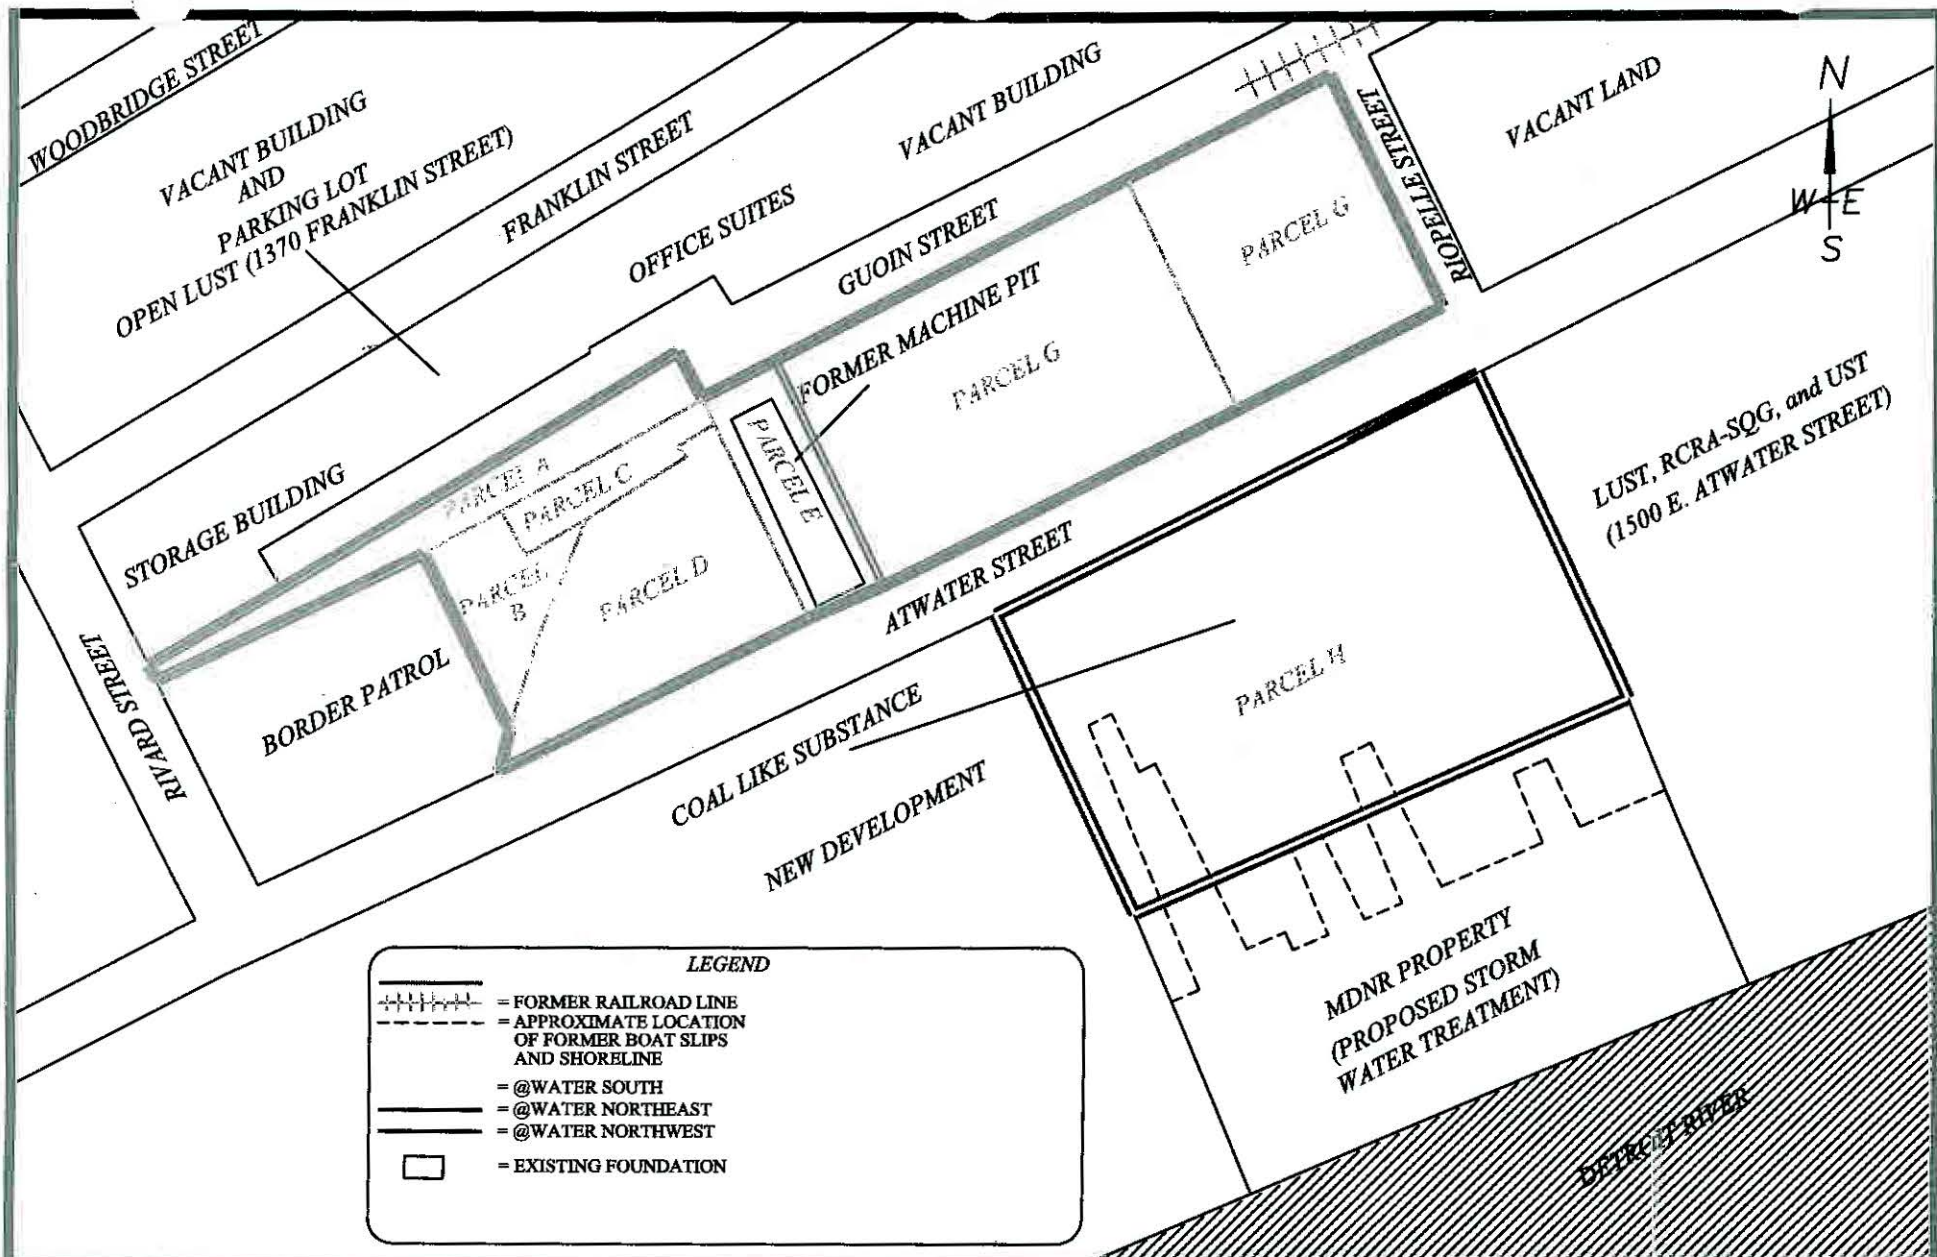 WOODBRIDGE STREET
VACANT BUILDING
AND
PARKING LOT
OPEN LUST (1370 FRANKLIN STREET)
FRANKLIN STREET
OFFICE SUITES
VACANT BUILDING
GUOIN STREET
FORMER MACHINE PIT
RIOPELLE STREET
VACANT LAND
N
W E
S
PARCEL G
PARCEL G
STORAGE BUILDING
PARCEL A
PARCEL C
PARCEL E
PARCEL
B
PARCEL D
RIVARD STREET
BORDER PATROL
ATWATER STREET
LUST, RCRA-SQG, and UST
(1500 E. ATWATER STREET)
COAL LIKE SUBSTANCE
PARCEL H
NEW DEVELOPMENT
MDNR PROPERTY
(PROPOSED STORM
WATER TREATMENT)
DETROIT RIVER
LEGEND
= FORMER RAILROAD LINE
= APPROXIMATE LOCATION
OF FORMER BOAT SLIPS
AND SHORELINE
= @WATER SOUTH
= @WATER NORTHEAST
= @WATER NORTHWEST
= EXISTING FOUNDATION